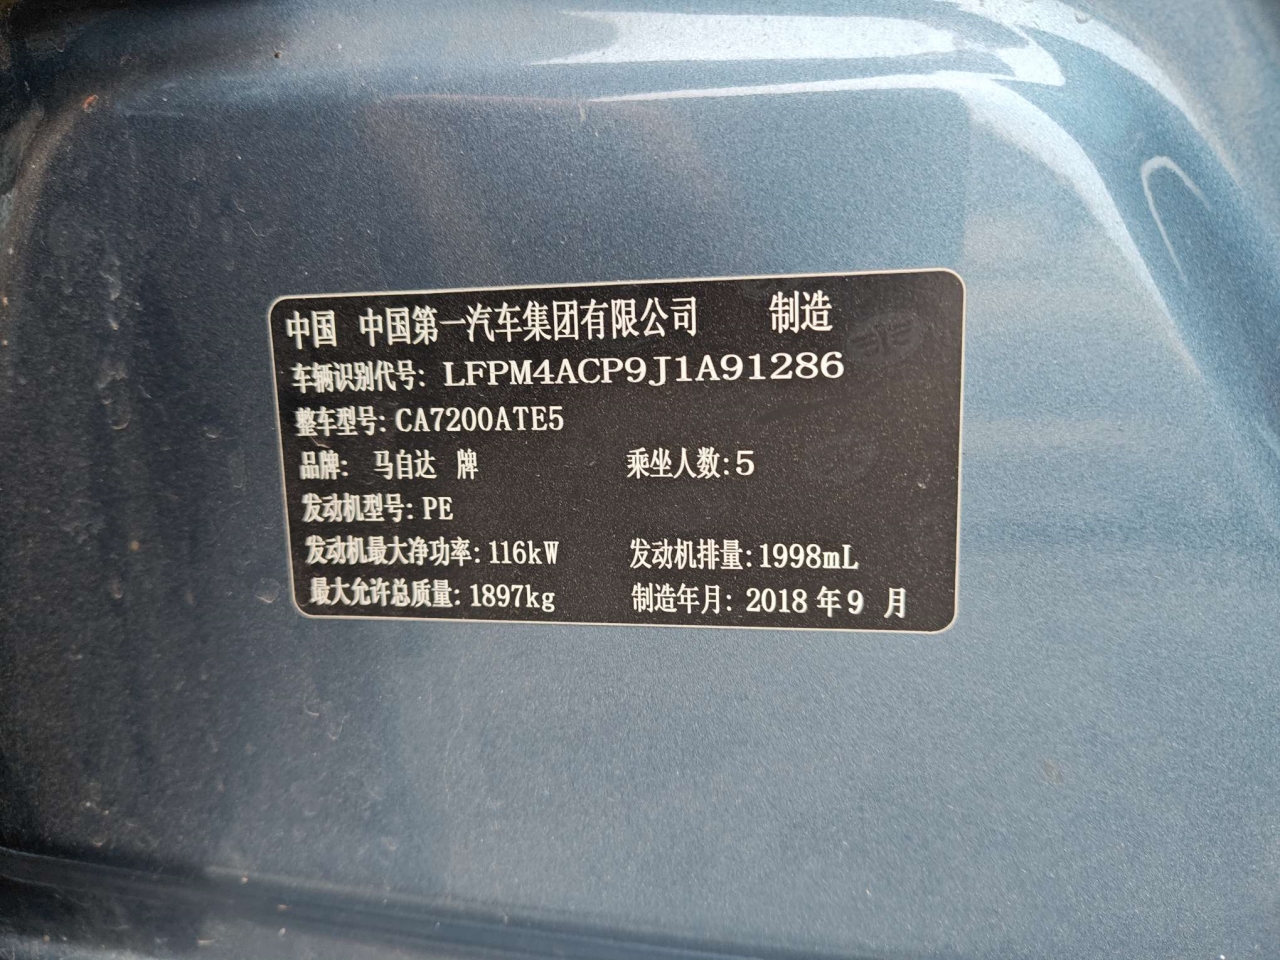 中国 中国第一汽车集团有限公司 制造
车辆识别代号: LFPM4ACP9J1A91286
整车型号: CA7200ATE5
品牌: 马自达 牌 乘坐人数: 5
发动机型号: PE
发动机最大净功率: 116kW 发动机排量: 1998mL
最大允许总质量: 1897kg 制造年月: 2018 年 9 月